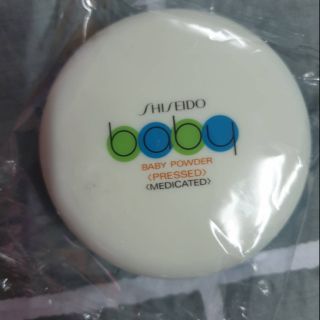 SHISEIDO
baby
BABY POWDER
〈PRESSED〉
〈MEDICATED〉